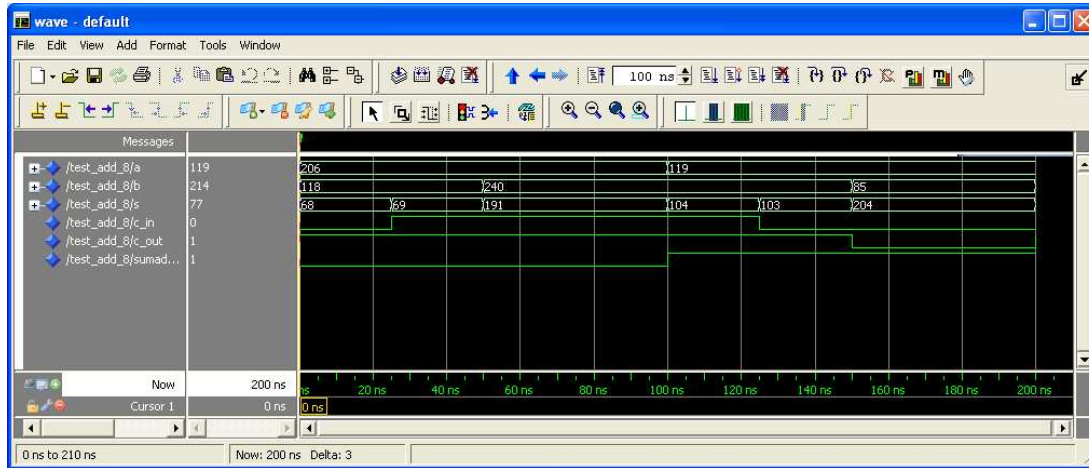 wave - default
File Edit View Add Format Tools Window
100 ns
Messages
/test_add_8/a 119 206 119
/test_add_8/b 214 118 240 85
/test_add_8/s 77 68 69 191 104 103 204
/test_add_8/c_in 0
/test_add_8/c_out 1
/test_add_8/sumad... 1
Now 200 ns ns 20 ns 40 ns 60 ns 80 ns 100 ns 120 ns 140 ns 160 ns 180 ns 200 ns
Cursor 1 0 ns 0 ns
0 ns to 210 ns Now: 200 ns Delta: 3